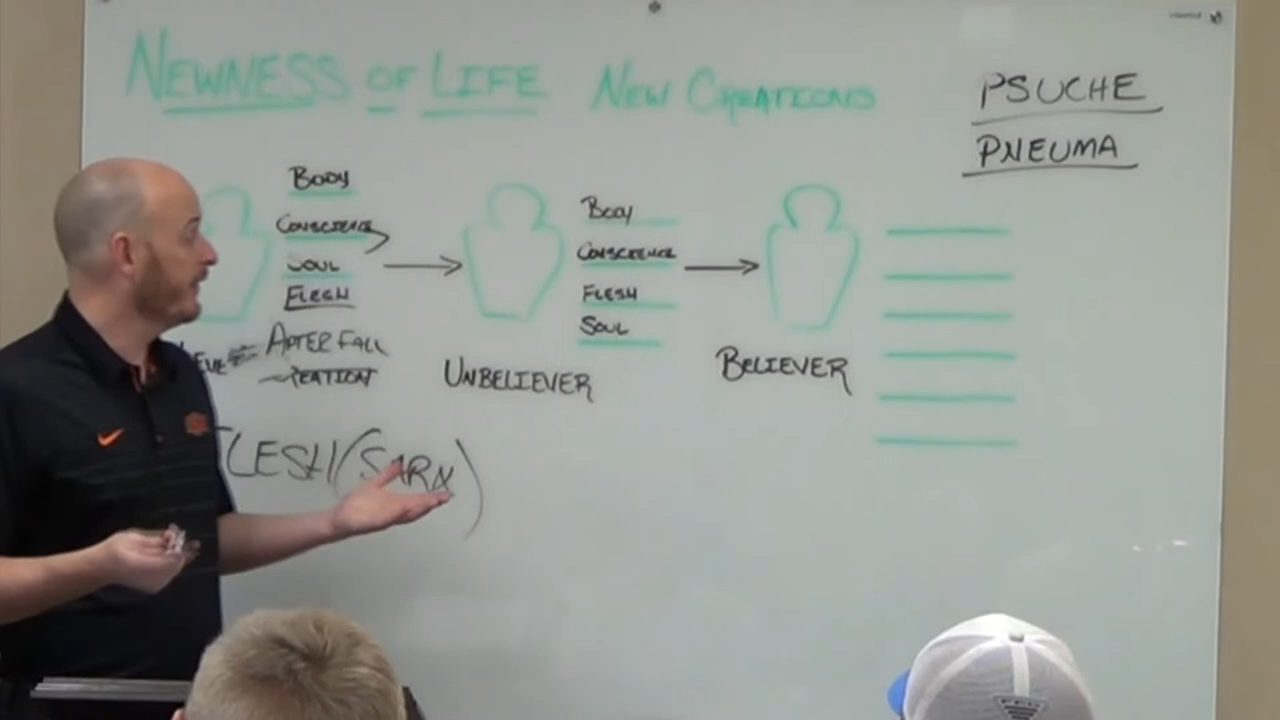 NEWNESS OF LIFE NEW CREATIONS
PSUCHE
PNEUMA
BODY
CONSCIENCE
SOUL
FLESH
EVE
AFTER FALL
UNBELIEVER
BODY
CONSCIENCE
FLESH
SOUL
BELIEVER
FLESH (SARX)